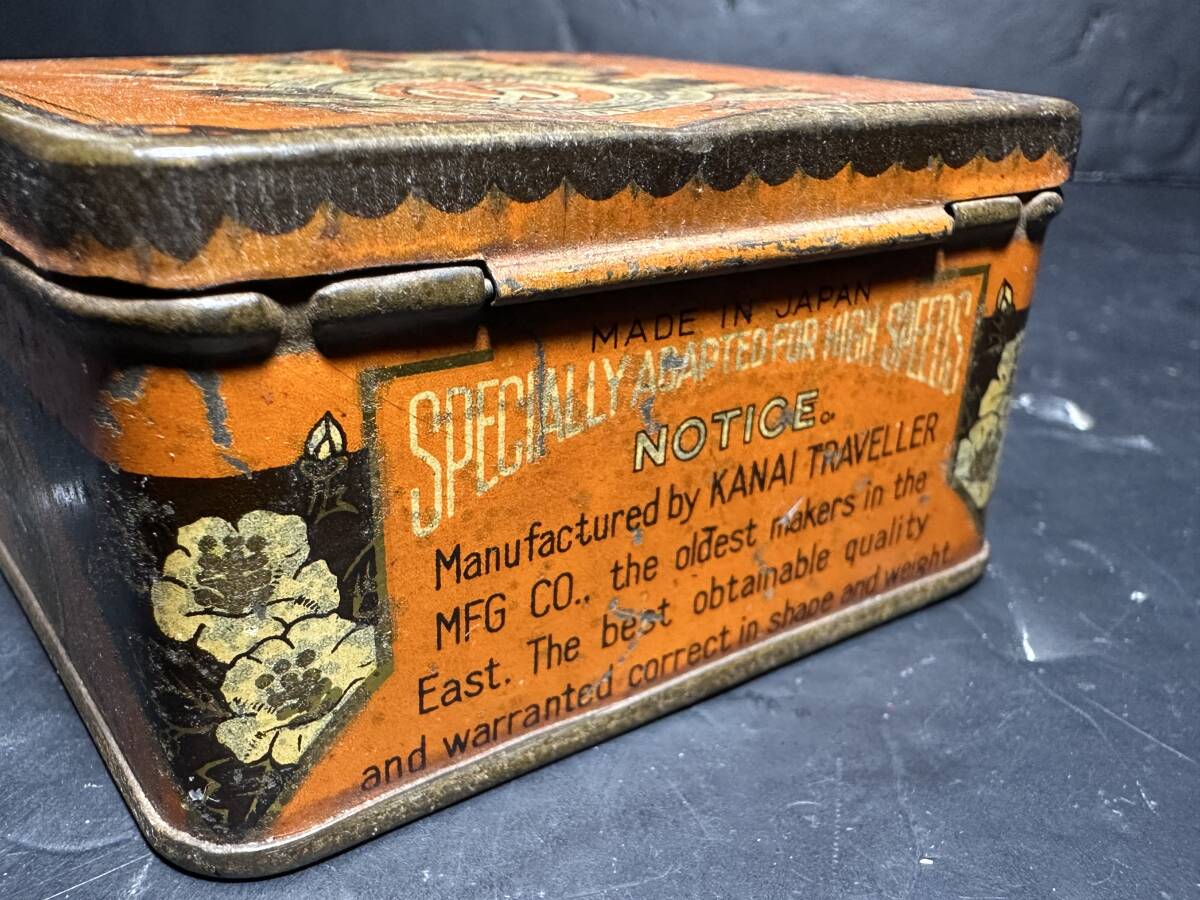 MADE IN JAPAN
SPECIALLY ADAPTED FOR HIGH SPEEDS
NOTICE.
Manufactured by KANAI TRAVELLER
MFG CO., the oldest makers in the
East. The best obtainable quality
and warranted correct in shape and weight.